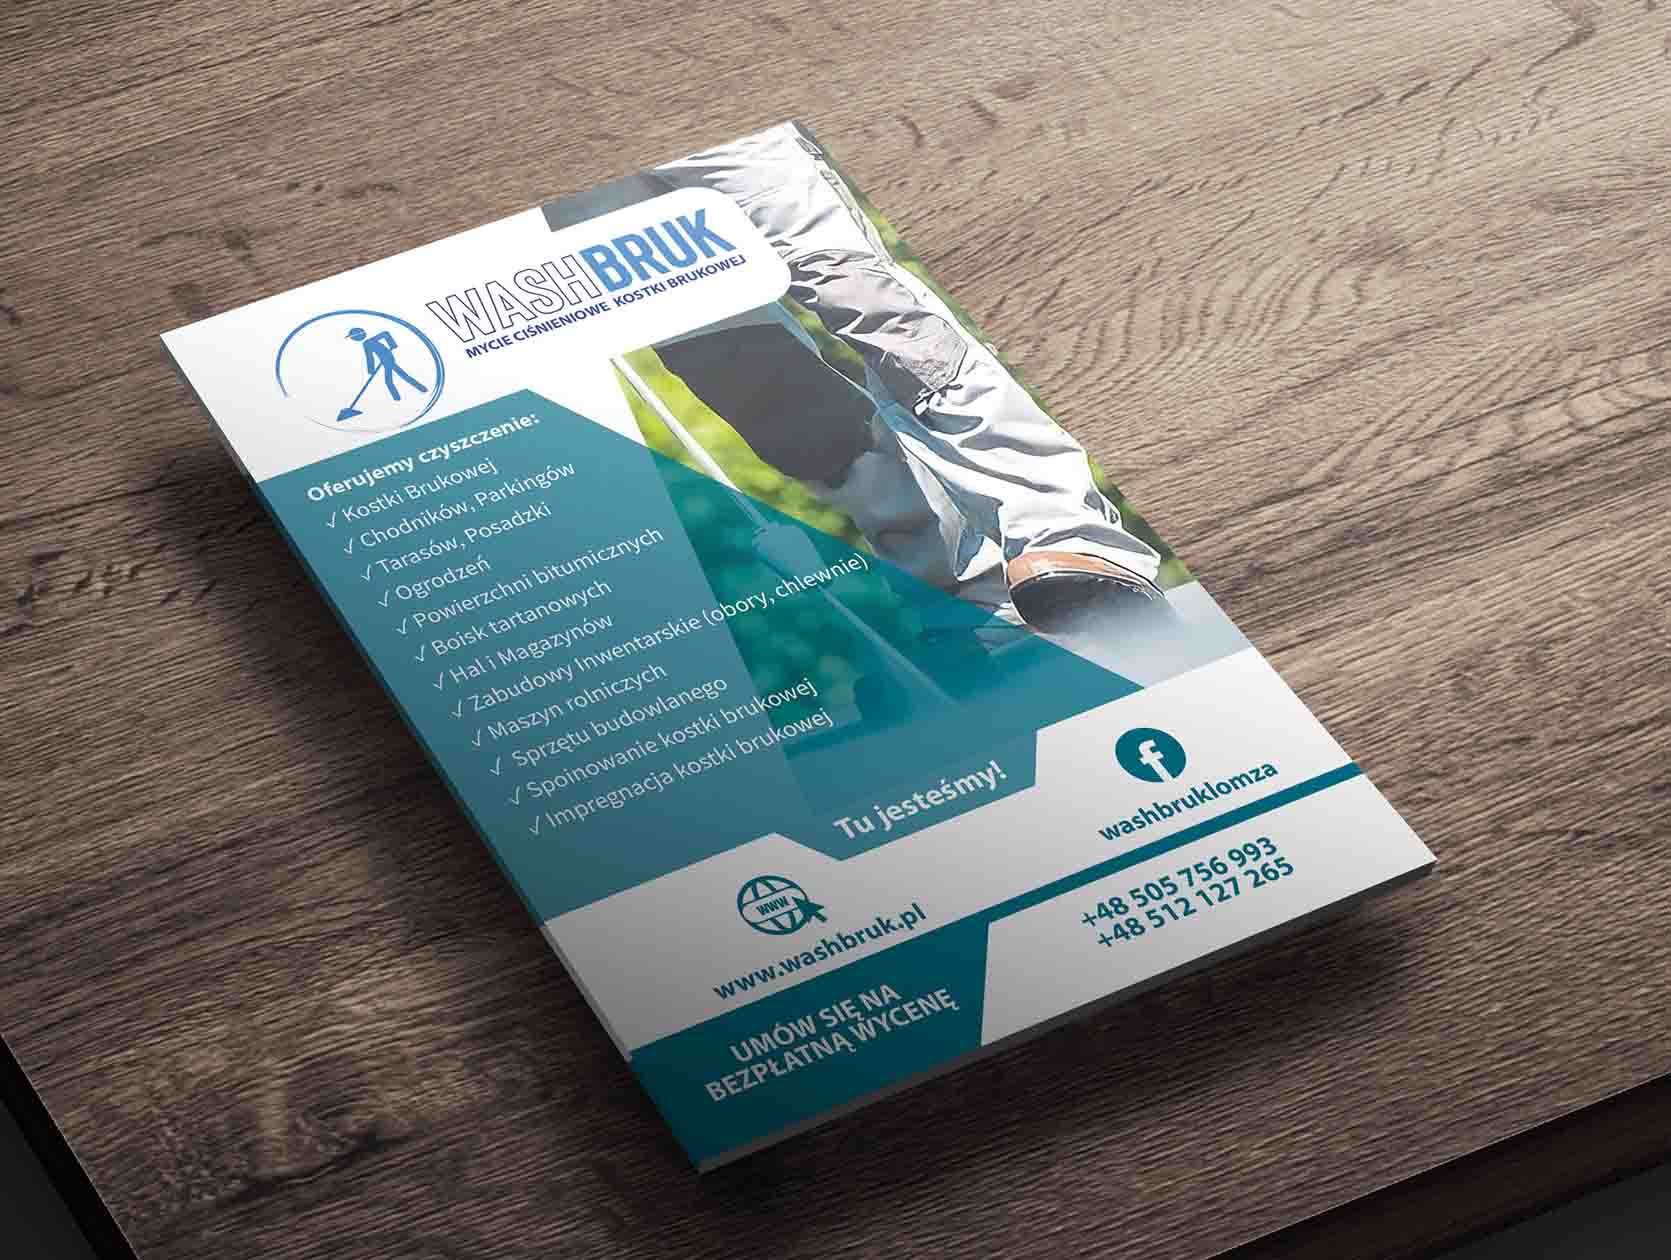 WASHBRUK
MYCIE CIŚNIENIOWE KOSTKI BRUKOWEJ
Oferujemy czyszczenie:
√ Kostki Brukowej
√ Chodników, Parkingów
√ Tarasów, Posadzki
√ Ogrodzeń
√ Powierzchni bitumicznych
√ Boisk tartanowych
√ Hal i Magazynów
√ Zabudowy Inwentarskie (obory, chlewnie)
√ Maszyn rolniczych
√ Sprzętu budowlanego
√ Spoinowanie kostki brukowej
√ Impregnacja kostki brukowej
Tu jesteśmy!
WWW
www.washbruk.pl
f
washbruklomza
UMÓW SIĘ NA
BEZPŁATNĄ WYCENĘ
+48 505 756 993
+48 512 127 265